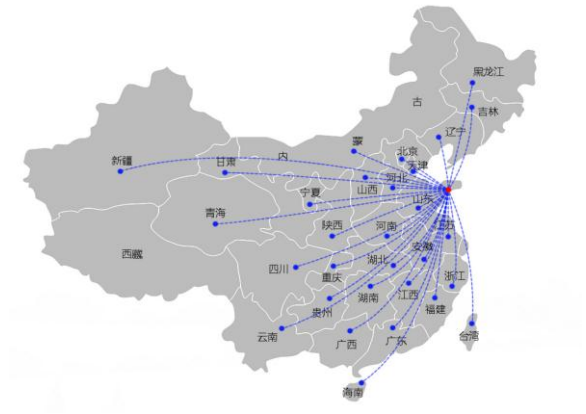 黑龙江
古
吉林
辽宁
蒙
北京
内
新疆
甘肃
天津
河北
山西
宁夏
山东
青海
陕西
河南
西藏
安徽
四川
湖北
重庆
浙江
湖南
江西
贵州
福建
云南
广西
广东
台湾
海南